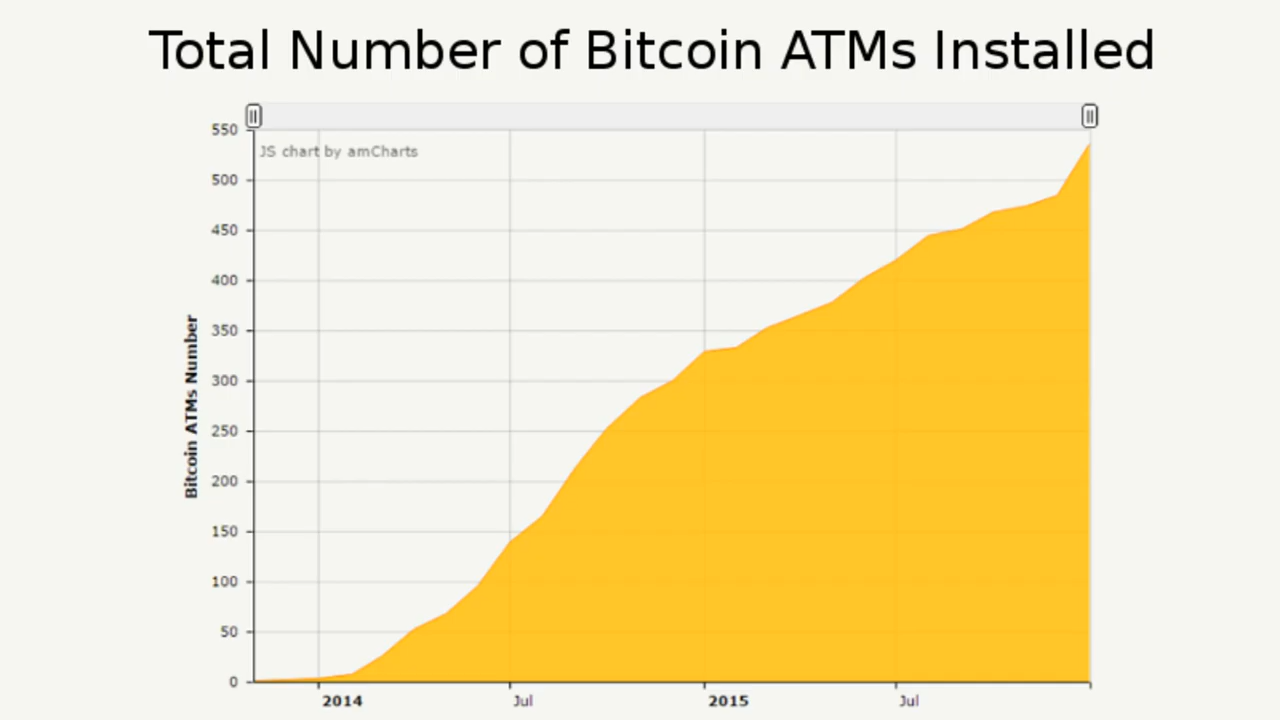 Total Number of Bitcoin ATMs Installed
JS chart by amCharts
550
500
450
400
350
300
250
200
150
100
50
0
Bitcoin ATMs Number
2014
Jul
2015
Jul